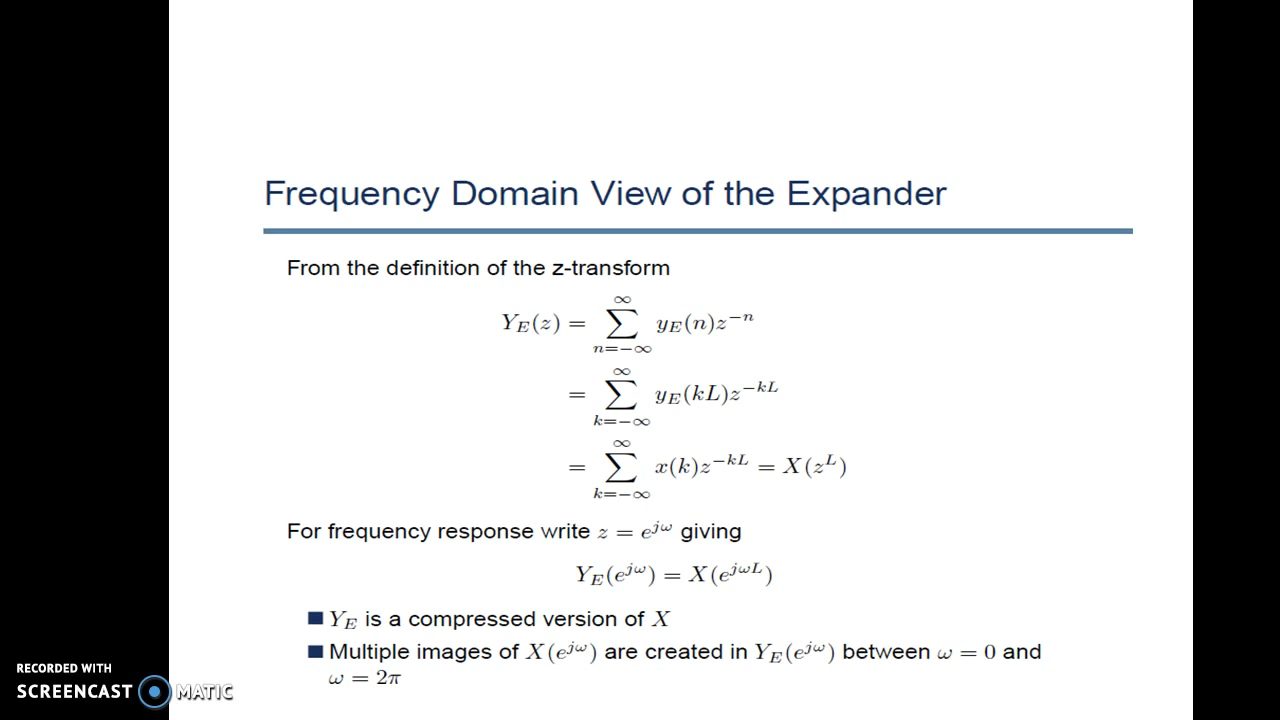 Frequency Domain View of the Expander
From the definition of the z-transform
Y_E(z) = ∑_{n=−∞}^{∞} y_E(n)z^{−n}
= ∑_{k=−∞}^{∞} y_E(kL)z^{−kL}
= ∑_{k=−∞}^{∞} x(k)z^{−kL} = X(z^L)
For frequency response write z = e^{jω} giving
Y_E(e^{jω}) = X(e^{jωL})
Y_E is a compressed version of X
Multiple images of X(e^{jω}) are created in Y_E(e^{jω}) between ω = 0 and
ω = 2π
RECORDED WITH
SCREENCAST MATIC